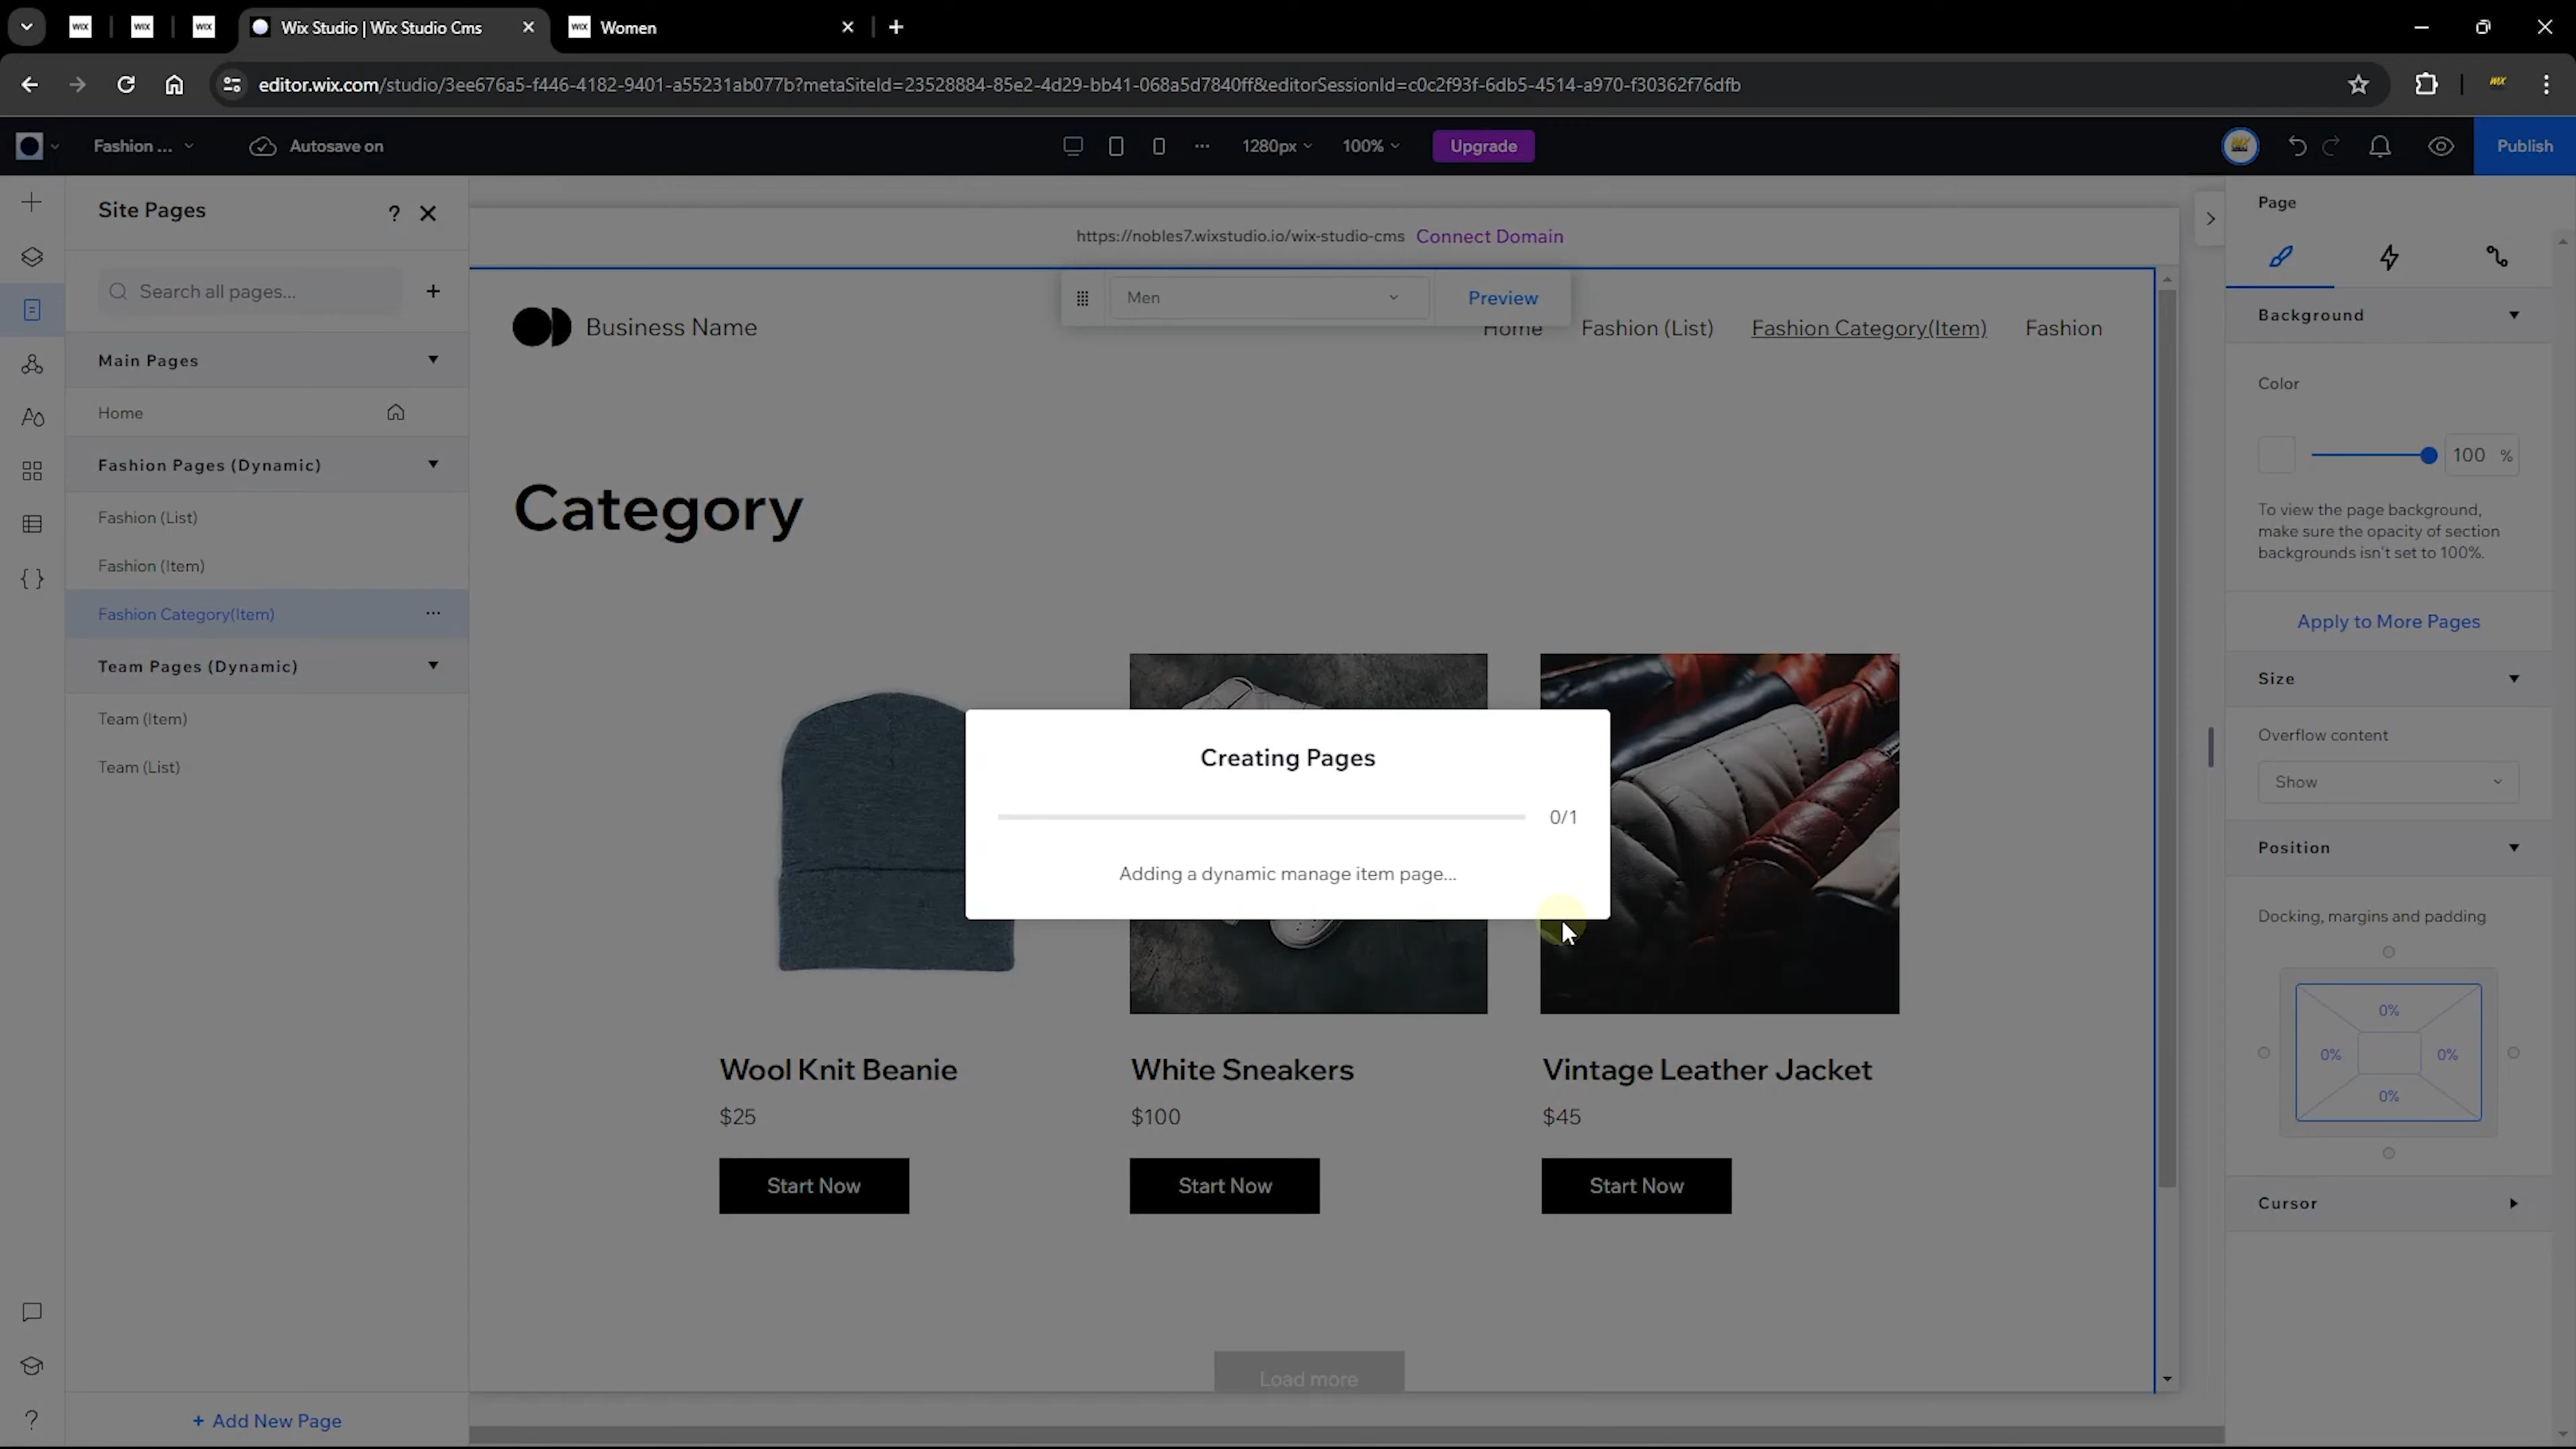 WIX
WIX
WIX
Wix Studio | Wix Studio Cms
WIX
Women
editor.wix.com/studio/3ee676a5-f446-4182-9401-a55231ab077b?metaSiteId=23528884-85e2-4d29-bb41-068a5d7840ff&editorSessionId=c0c2f93f-6db5-4514-a970-f30362f76dfb
Fashion ...
Autosave on
1280px
100%
Upgrade
Publish
Site Pages
?
Search all pages...
Main Pages
Home
Fashion Pages (Dynamic)
Fashion (List)
Fashion (Item)
Fashion Category(Item)
Team Pages (Dynamic)
Team (Item)
Team (List)
+ Add New Page
https://nobles7.wixstudio.io/wix-studio-cms Connect Domain
Men
Preview
Business Name
Home
Fashion (List)
Fashion Category(Item)
Fashion
Category
Creating Pages
0/1
Adding a dynamic manage item page...
Wool Knit Beanie
White Sneakers
Vintage Leather Jacket
$25
$100
$45
Start Now
Start Now
Start Now
Load more
Page
Background
Color
100 %
To view the page background,
make sure the opacity of section
backgrounds isn't set to 100%.
Apply to More Pages
Size
Overflow content
Show
Position
Docking, margins and padding
0%
0%
0%
0%
Cursor